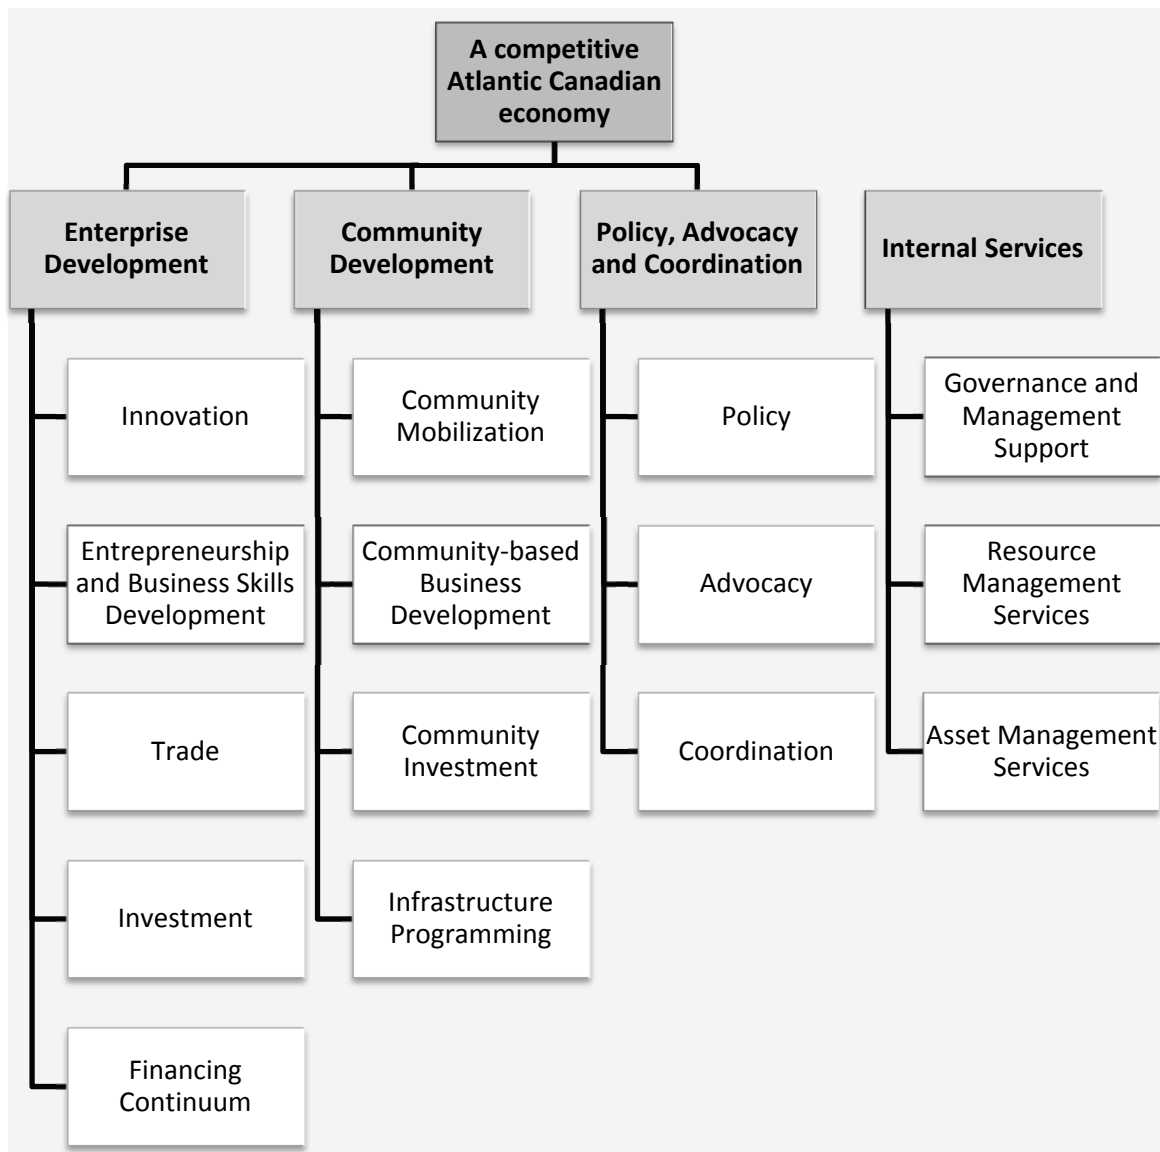 A competitive
Atlantic Canadian
economy
Enterprise
Development
Community
Development
Policy, Advocacy
and Coordination
Internal Services
Innovation
Entrepreneurship
and Business Skills
Development
Trade
Investment
Financing
Continuum
Community
Mobilization
Community-based
Business
Development
Community
Investment
Infrastructure
Programming
Policy
Advocacy
Coordination
Governance and
Management
Support
Resource
Management
Services
Asset Management
Services